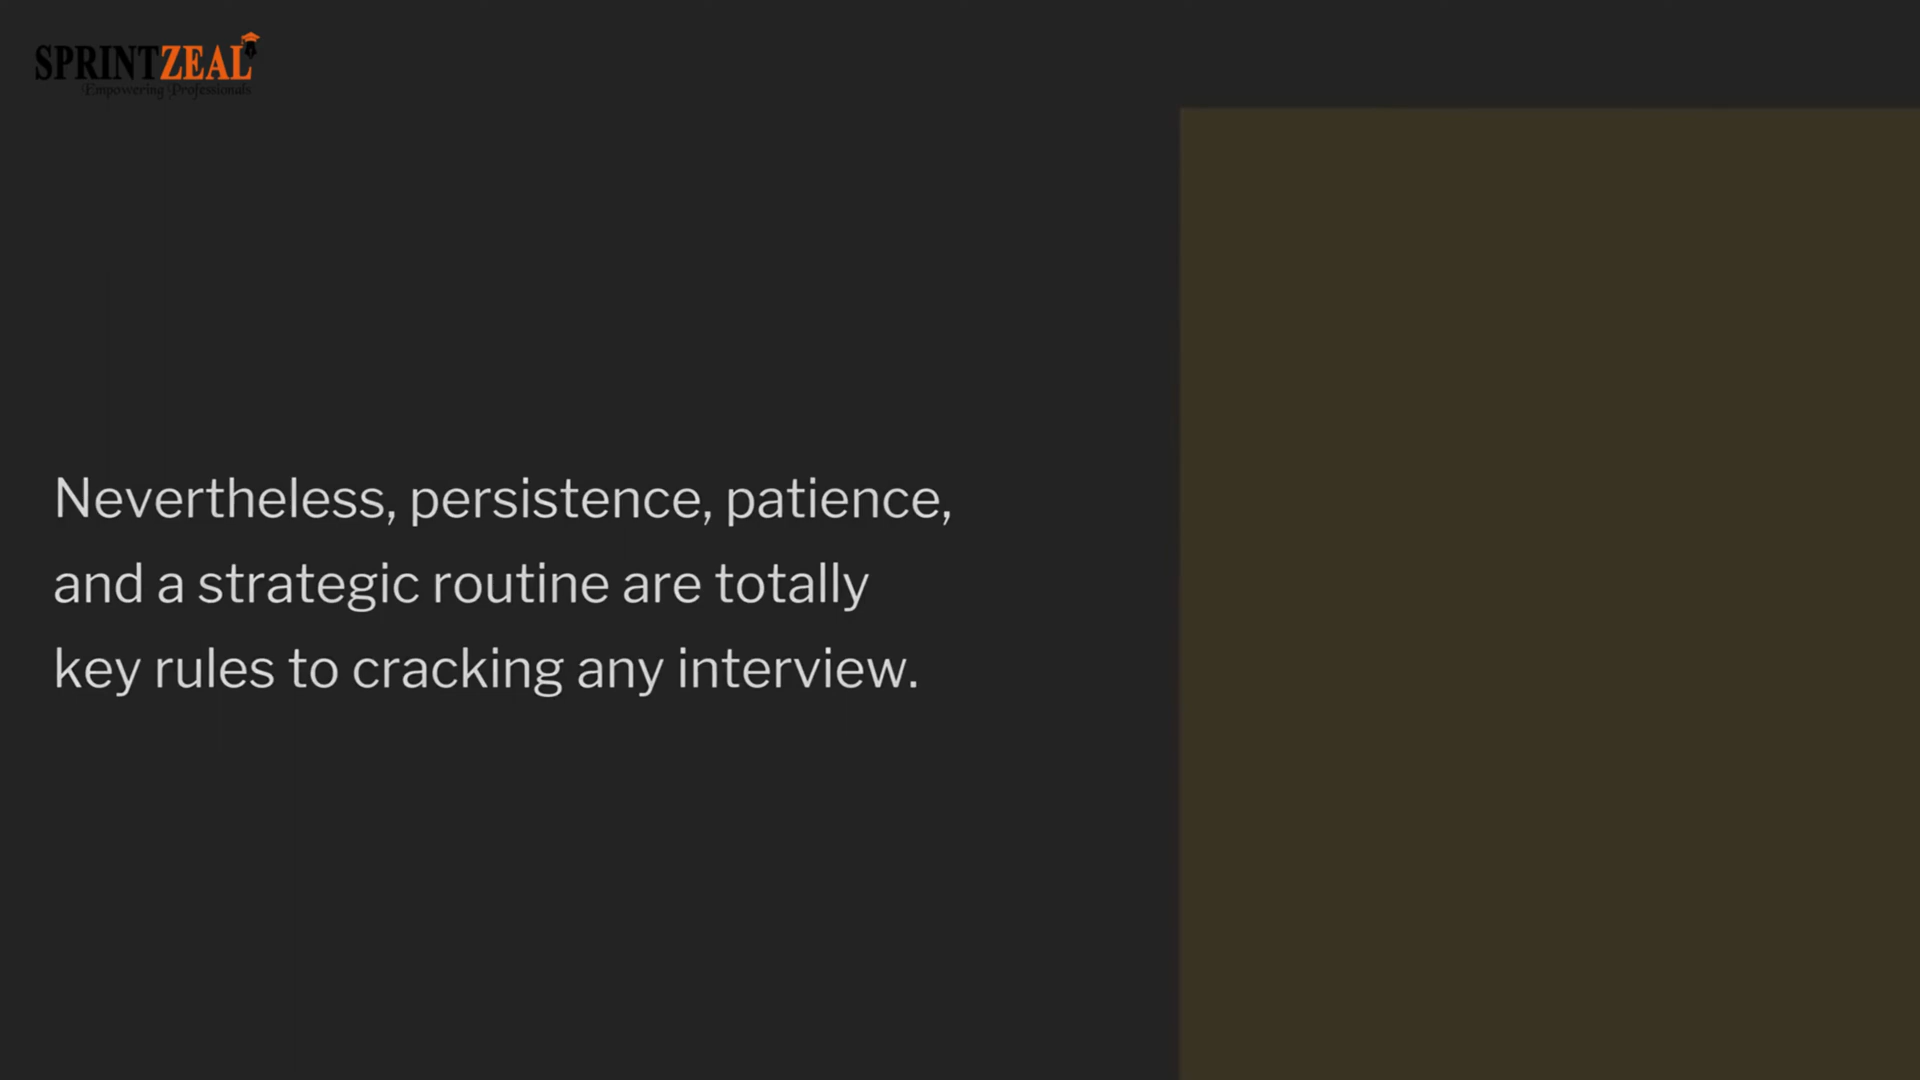 SPRINTZEAL
Empowering Professionals
Nevertheless, persistence, patience,
and a strategic routine are totally
key rules to cracking any interview.